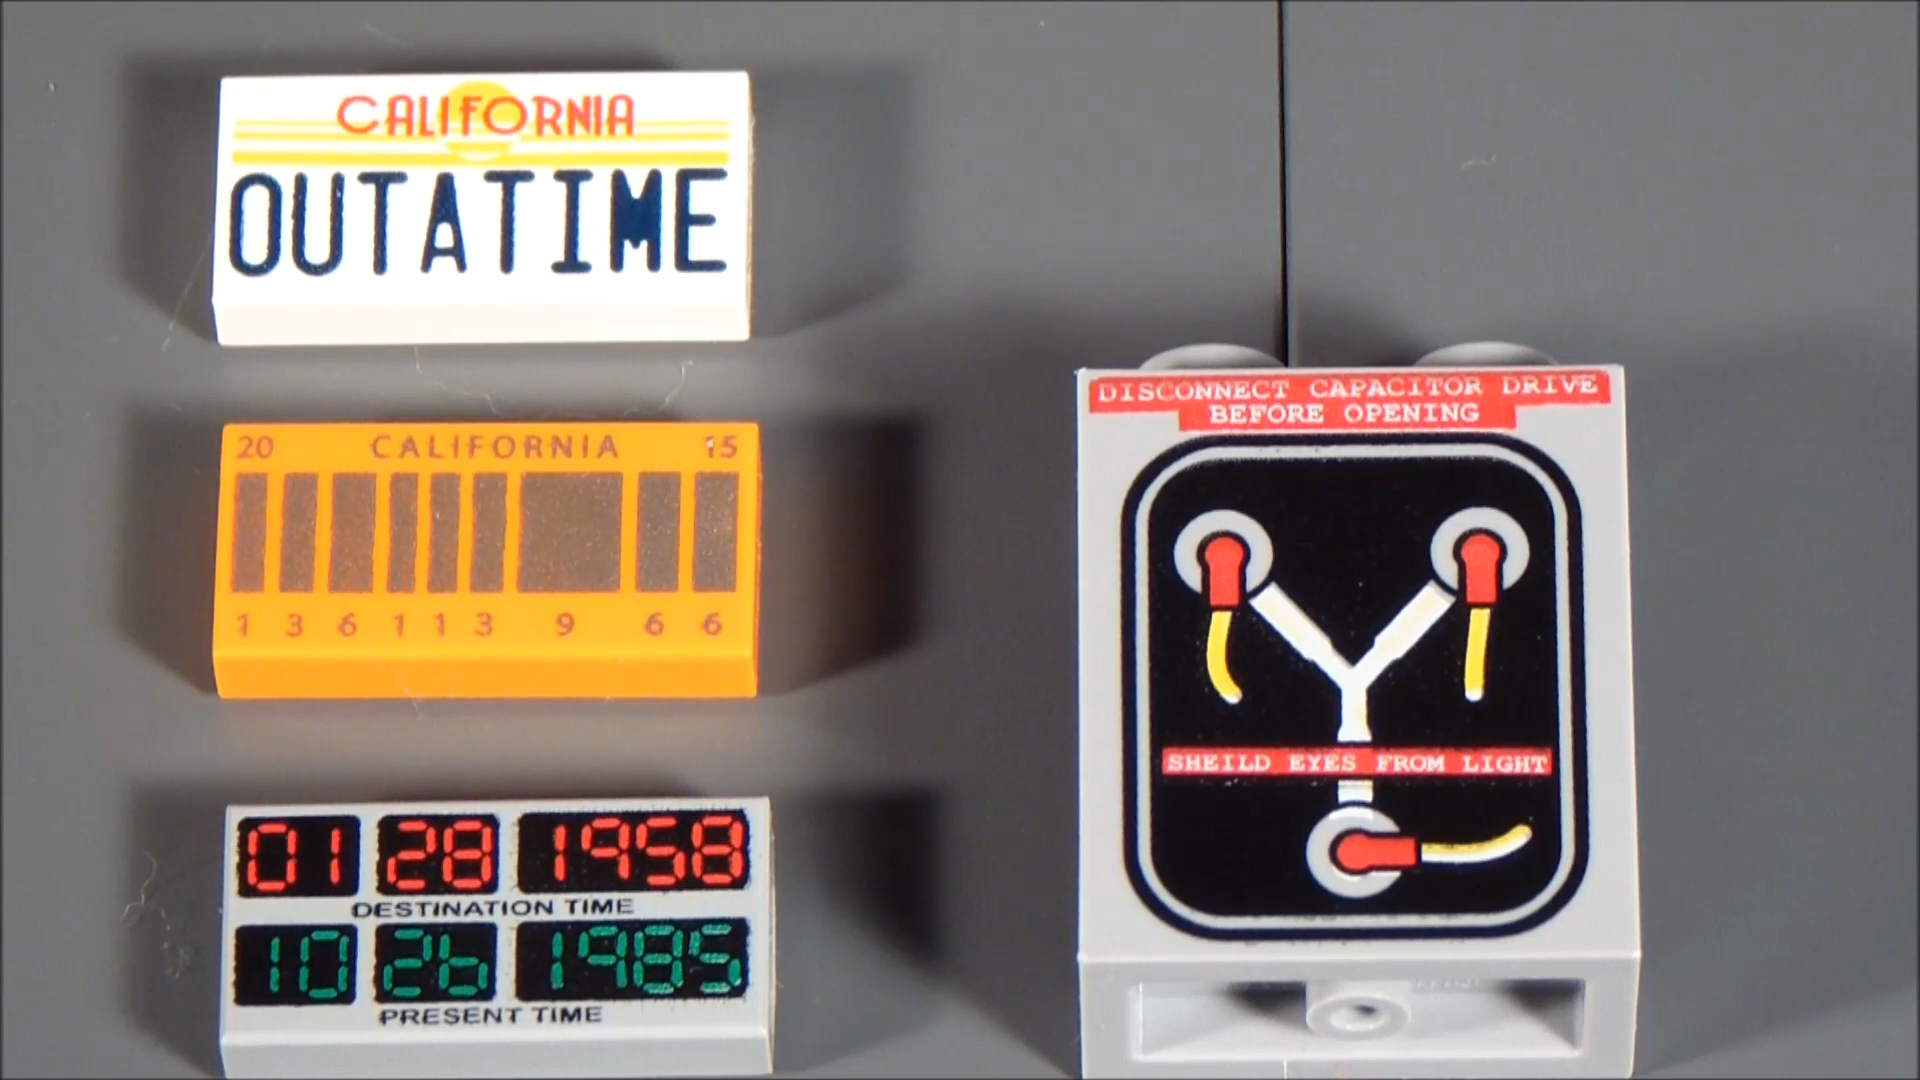 CALIFORNIA
OUTATIME
20 CALIFORNIA 15
1 3 6 1 1 3 9 6 6
01 28 1958
DESTINATION TIME
10 26 1985
PRESENT TIME
DISCONNECT CAPACITOR DRIVE
BEFORE OPENING
SHEILD EYES FROM LIGHT